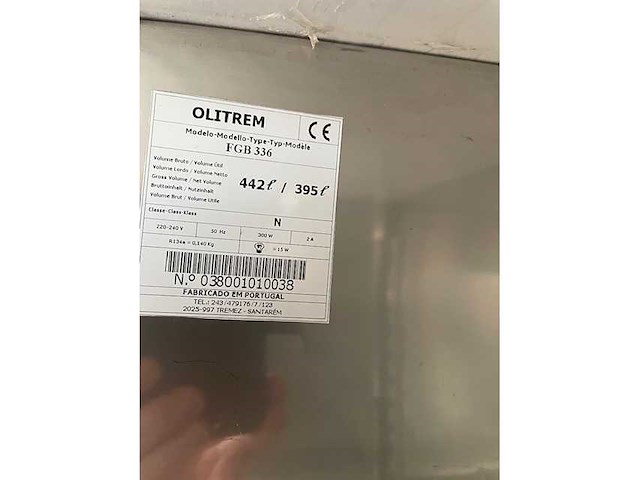 OLITREM
CE
Modelo-Modello-Type-Typ-Modèle
FGB 336
Volume Bruto / Volume Útil
Volume Lordo / Volume Netto
Gross Volume / Net Volume
Bruttoinhalt / Nutzinhalt
Volume Brut / Volume Utile
442ℓ / 395ℓ
Classe-Class-Klass N
220-240 V 50 Hz 300 W 2 A
R134a = 0,140 Kg = 15 W
N.º 038001010038
FABRICADO EM PORTUGAL
TEL.: 243/479176/7/123
2025-997 TREMEZ - SANTARÉM